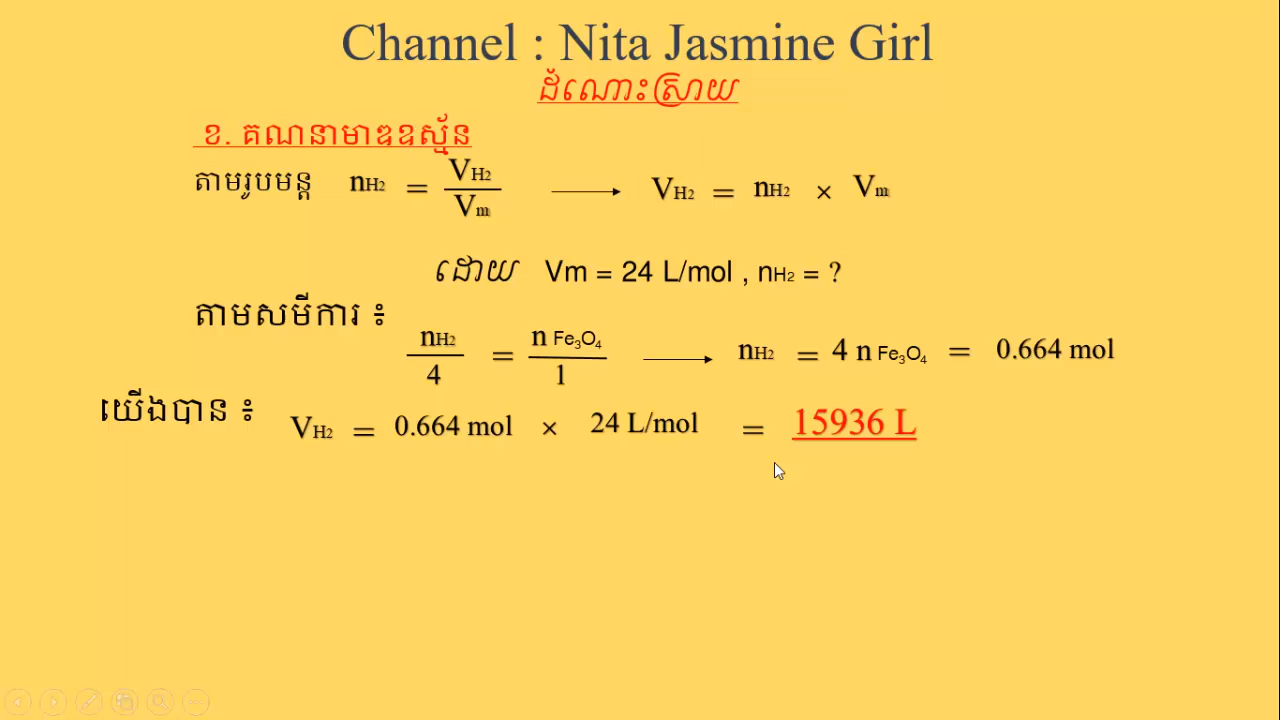 Channel : Nita Jasmine Girl
ដំណោះស្រាយ
ខ. គណនាមាឌឧស្ម័ន
តាមរូបមន្ត nH2 = VH2 / Vm → VH2 = nH2 × Vm
ដោយ Vm = 24 L/mol , nH2 = ?
តាមសមីការ ៖
nH2 / 4 = n Fe3O4 / 1 → nH2 = 4 n Fe3O4 = 0.664 mol
យើងបាន ៖ VH2 = 0.664 mol × 24 L/mol = 15936 L